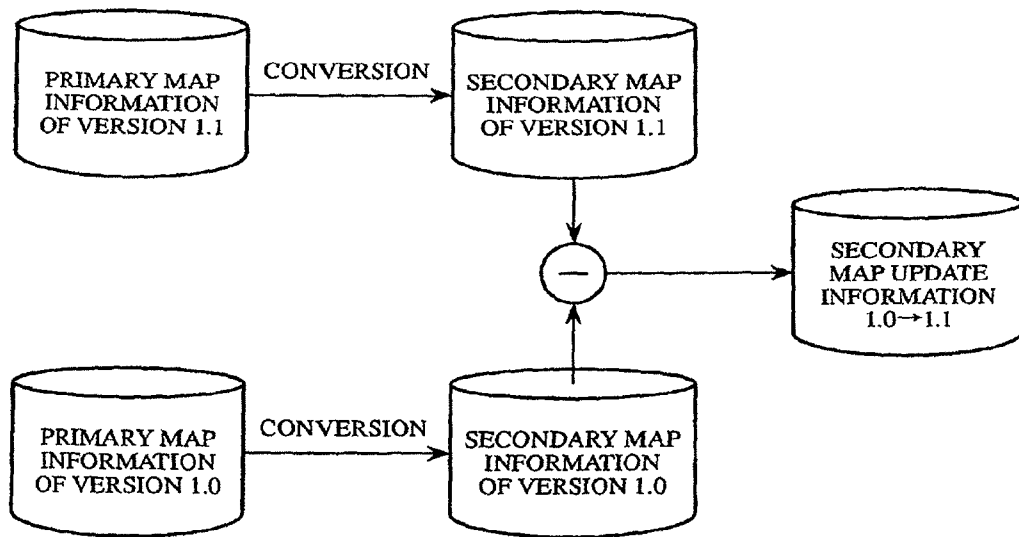 PRIMARY MAP
INFORMATION
OF VERSION 1.1
CONVERSION
SECONDARY MAP
INFORMATION
OF VERSION 1.1
SECONDARY
MAP UPDATE
INFORMATION
1.0→1.1
PRIMARY MAP
INFORMATION
OF VERSION 1.0
CONVERSION
SECONDARY MAP
INFORMATION
OF VERSION 1.0